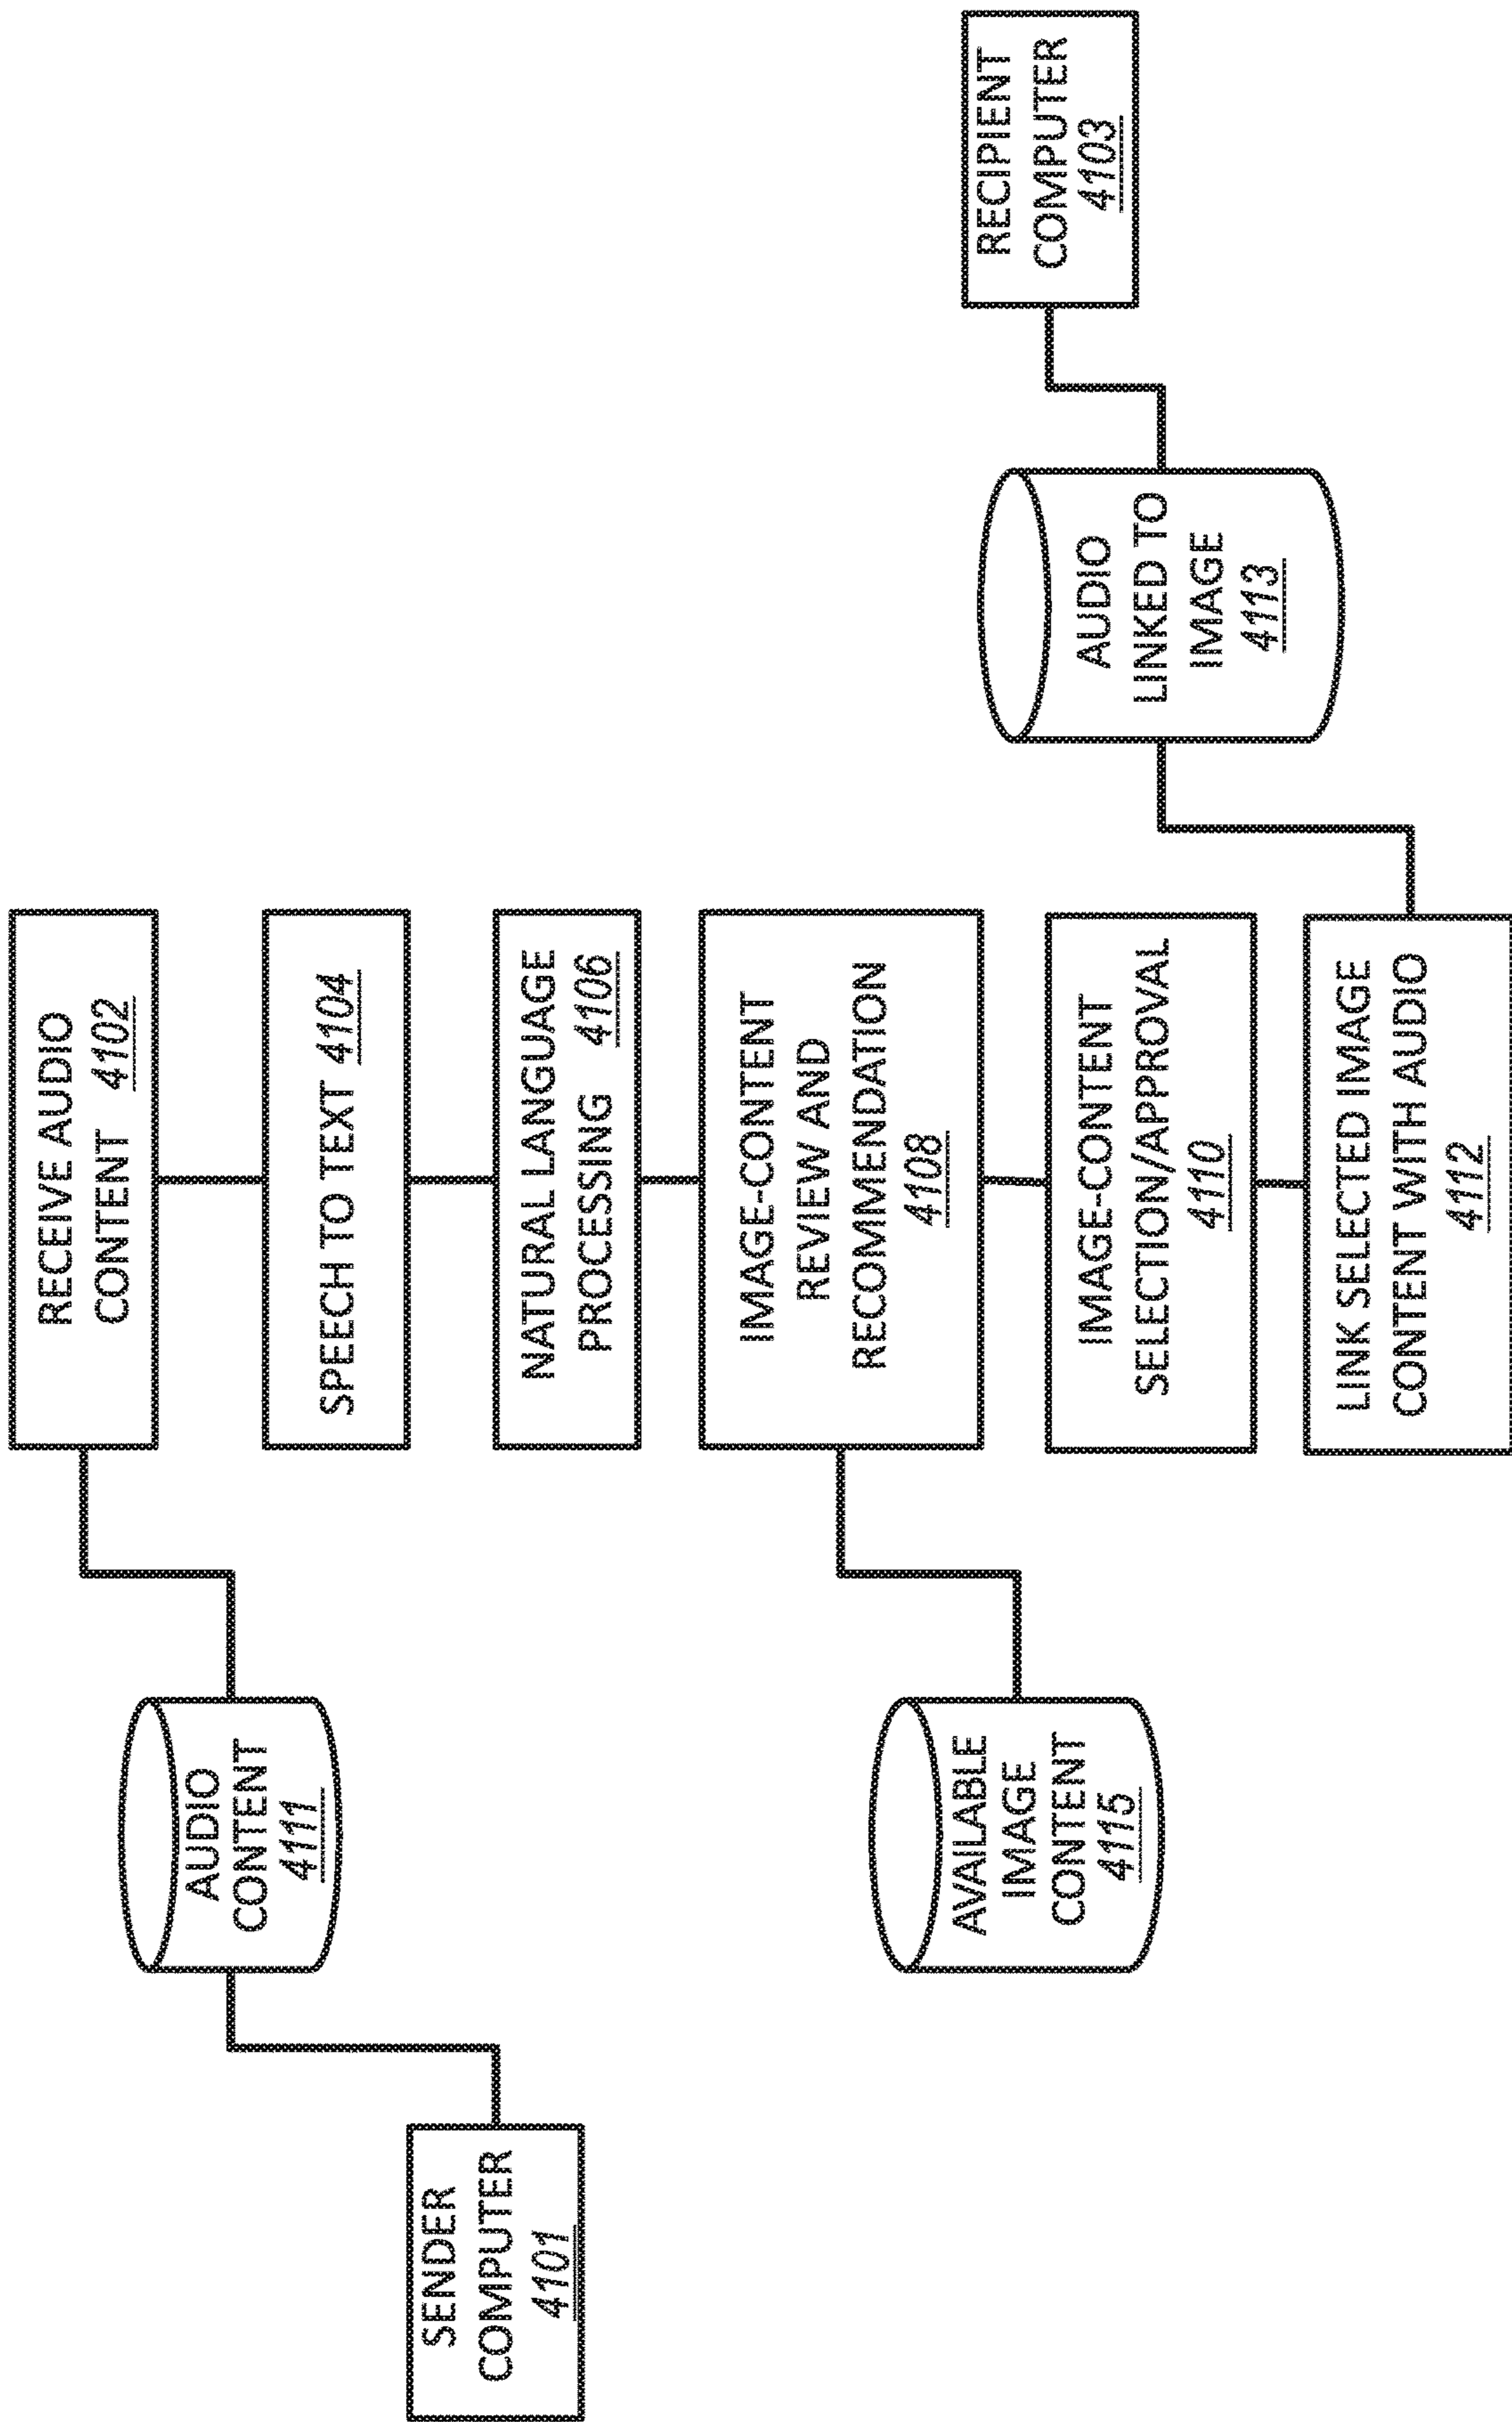 SENDER
COMPUTER
4101
AUDIO
CONTENT
4111
AVAILABLE
IMAGE
CONTENT
4115
RECEIVE AUDIO
CONTENT 4102
SPEECH TO TEXT 4104
NATURAL LANGUAGE
PROCESSING 4106
IMAGE-CONTENT
REVIEW AND
RECOMMENDATION
4108
IMAGE-CONTENT
SELECTION/APPROVAL
4110
LINK SELECTED IMAGE
CONTENT WITH AUDIO
4112
AUDIO
LINKED TO
IMAGE
4113
RECIPIENT
COMPUTER
4103